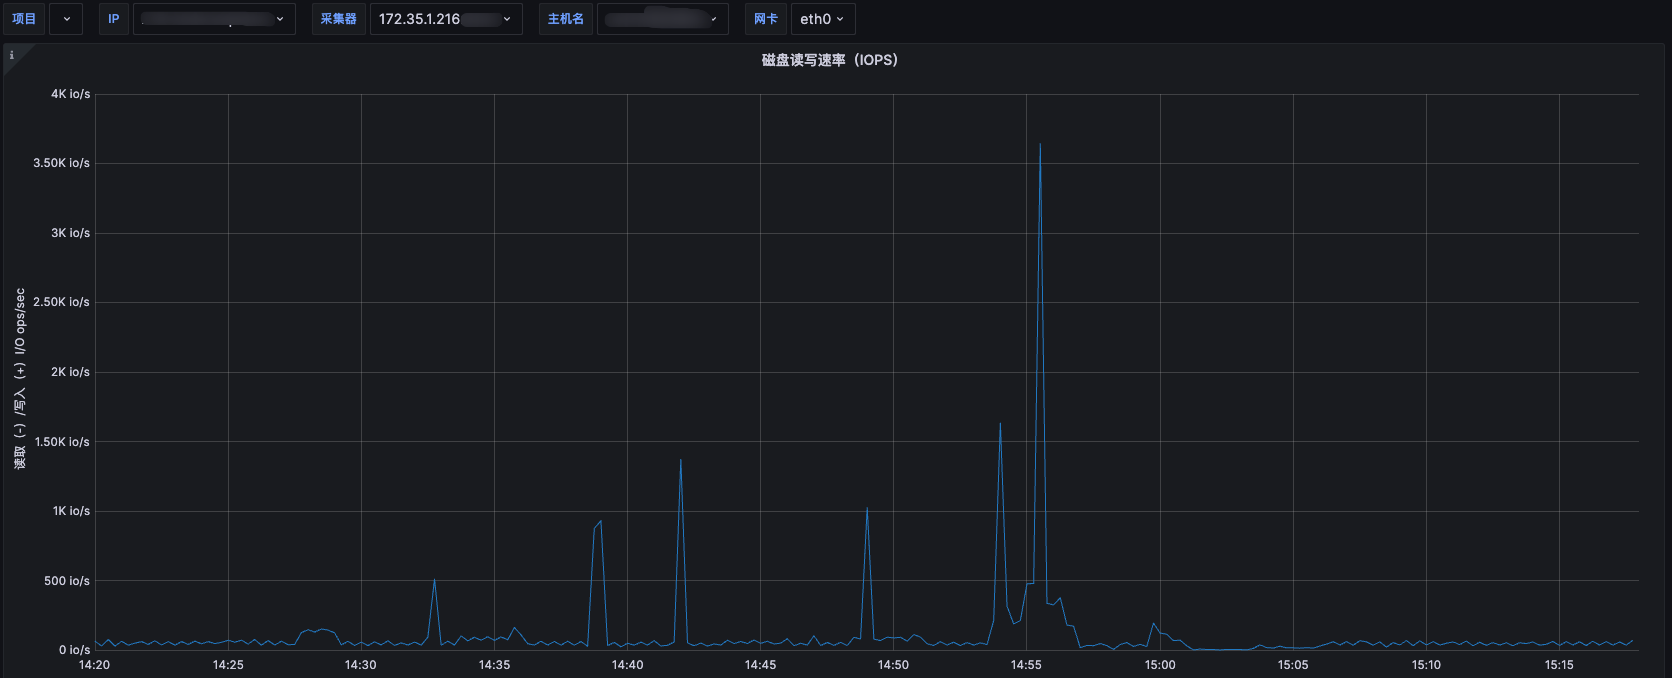 项目 IP 采集器 172.35.1.216 主机名 网卡 eth0
i
磁盘读写速率（IOPS）
读取（-）/写入（+）I/O ops/sec
4K io/s
3.50K io/s
3K io/s
2.50K io/s
2K io/s
1.50K io/s
1K io/s
500 io/s
0 io/s
14:20 14:25 14:30 14:35 14:40 14:45 14:50 14:55 15:00 15:05 15:10 15:15